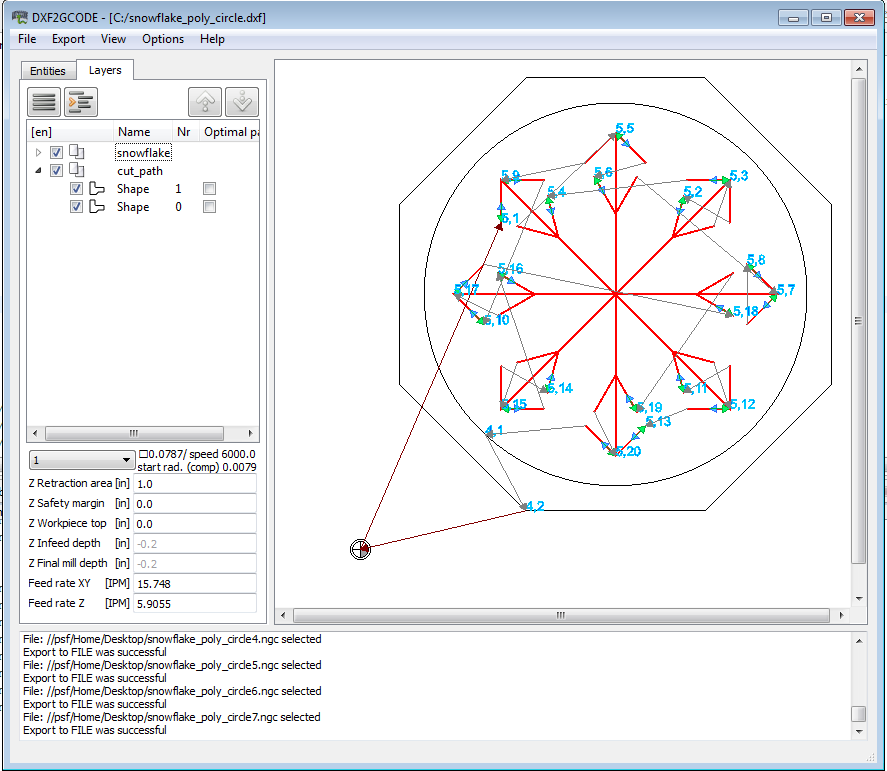 DXF2GCODE - [C:/snowflake_poly_circle.dxf]
File Export View Options Help
Entities Layers
[en] Name Nr Optimal pa
snowflake
cut_path
Shape 1
Shape 0
1 0.0787/ speed 6000.0
start rad. (comp) 0.0079
Z Retraction area [in] 1.0
Z Safety margin [in] 0.0
Z Workpiece top [in] 0.0
Z Infeed depth [in] -0.2
Z Final mill depth [in] -0.2
Feed rate XY [IPM] 15.748
Feed rate Z [IPM] 5.9055
5,5
5,9
5,6
5,3
5,4
5,2
5,1
5,8
5,16
5,17
5,7
5,18
5,10
5,14
5,11
5,15
5,19
5,12
5,13
4,1
5,20
4,2
File: //psf/Home/Desktop/snowflake_poly_circle4.ngc selected
Export to FILE was successful
File: //psf/Home/Desktop/snowflake_poly_circle5.ngc selected
Export to FILE was successful
File: //psf/Home/Desktop/snowflake_poly_circle6.ngc selected
Export to FILE was successful
File: //psf/Home/Desktop/snowflake_poly_circle7.ngc selected
Export to FILE was successful